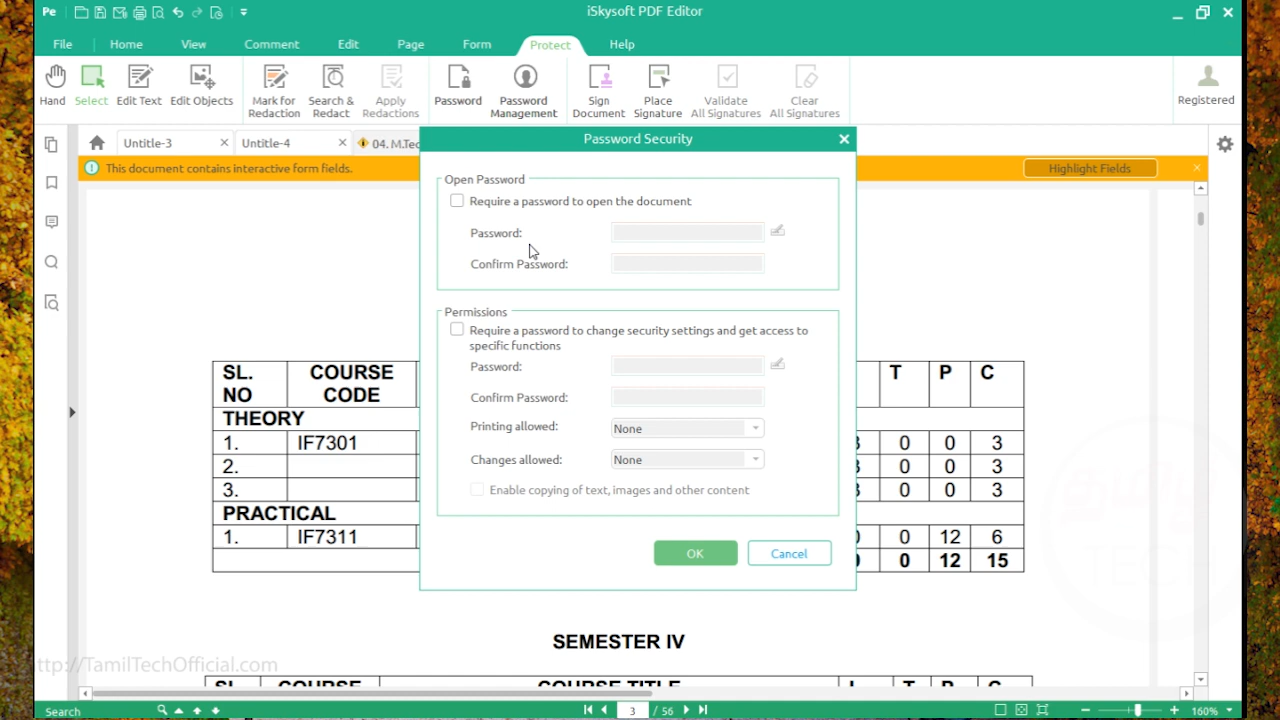 Pe
iSkysoft PDF Editor
File Home View Comment Edit Page Form Protect Help
Hand Select Edit Text Edit Objects Mark for Redaction Search & Redact Apply Redactions Password Password Management Sign Document Place Signature Validate All Signatures Clear All Signatures Registered
Untitle-3 Untitle-4 04. M.Tec
Password Security
This document contains interactive form fields.
Highlight Fields
Open Password
Require a password to open the document
Password:
Confirm Password:
Permissions
Require a password to change security settings and get access to
specific functions
Password:
Confirm Password:
Printing allowed: None
Changes allowed: None
Enable copying of text, images and other content
OK Cancel
SL. NO COURSE CODE T P C
THEORY
1. IF7301 0 0 3
2. 0 0 3
3. 0 0 3
PRACTICAL
1. IF7311 0 12 6
0 12 15
SEMESTER IV
SL. COURSE COURSE TITLE L T P C
ttp://TamilTechOfficial.com
TECH
Search 3 / 56 160%